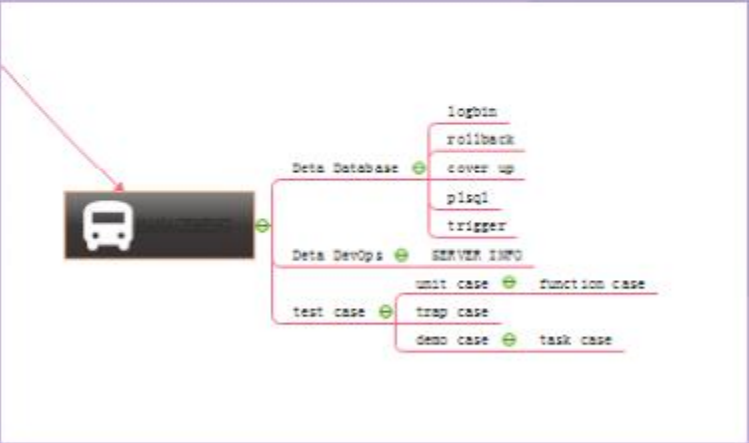 logbin
rollback
Deta Database
cover up
plsql
trigger
Deta DevOps
SERVER INFO
unit case
function case
test case
trap case
demo case
task case